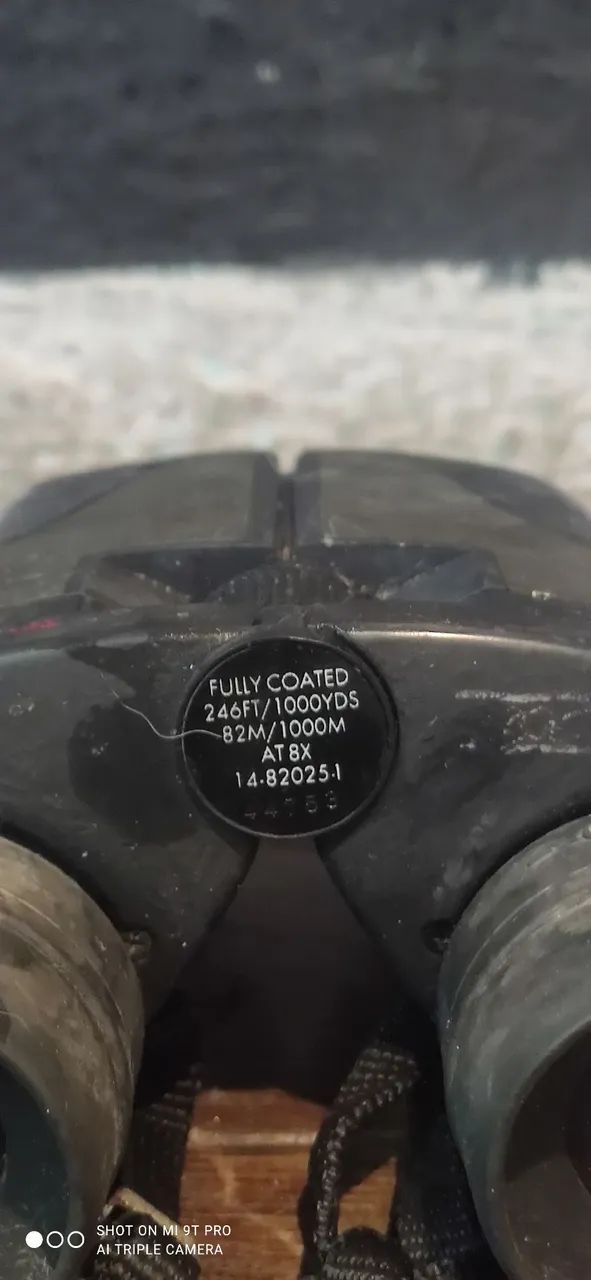 FULLY COATED
246FT/1000YDS
82M/1000M
AT 8X
14-82025-1
SHOT ON MI 9T PRO
AI TRIPLE CAMERA